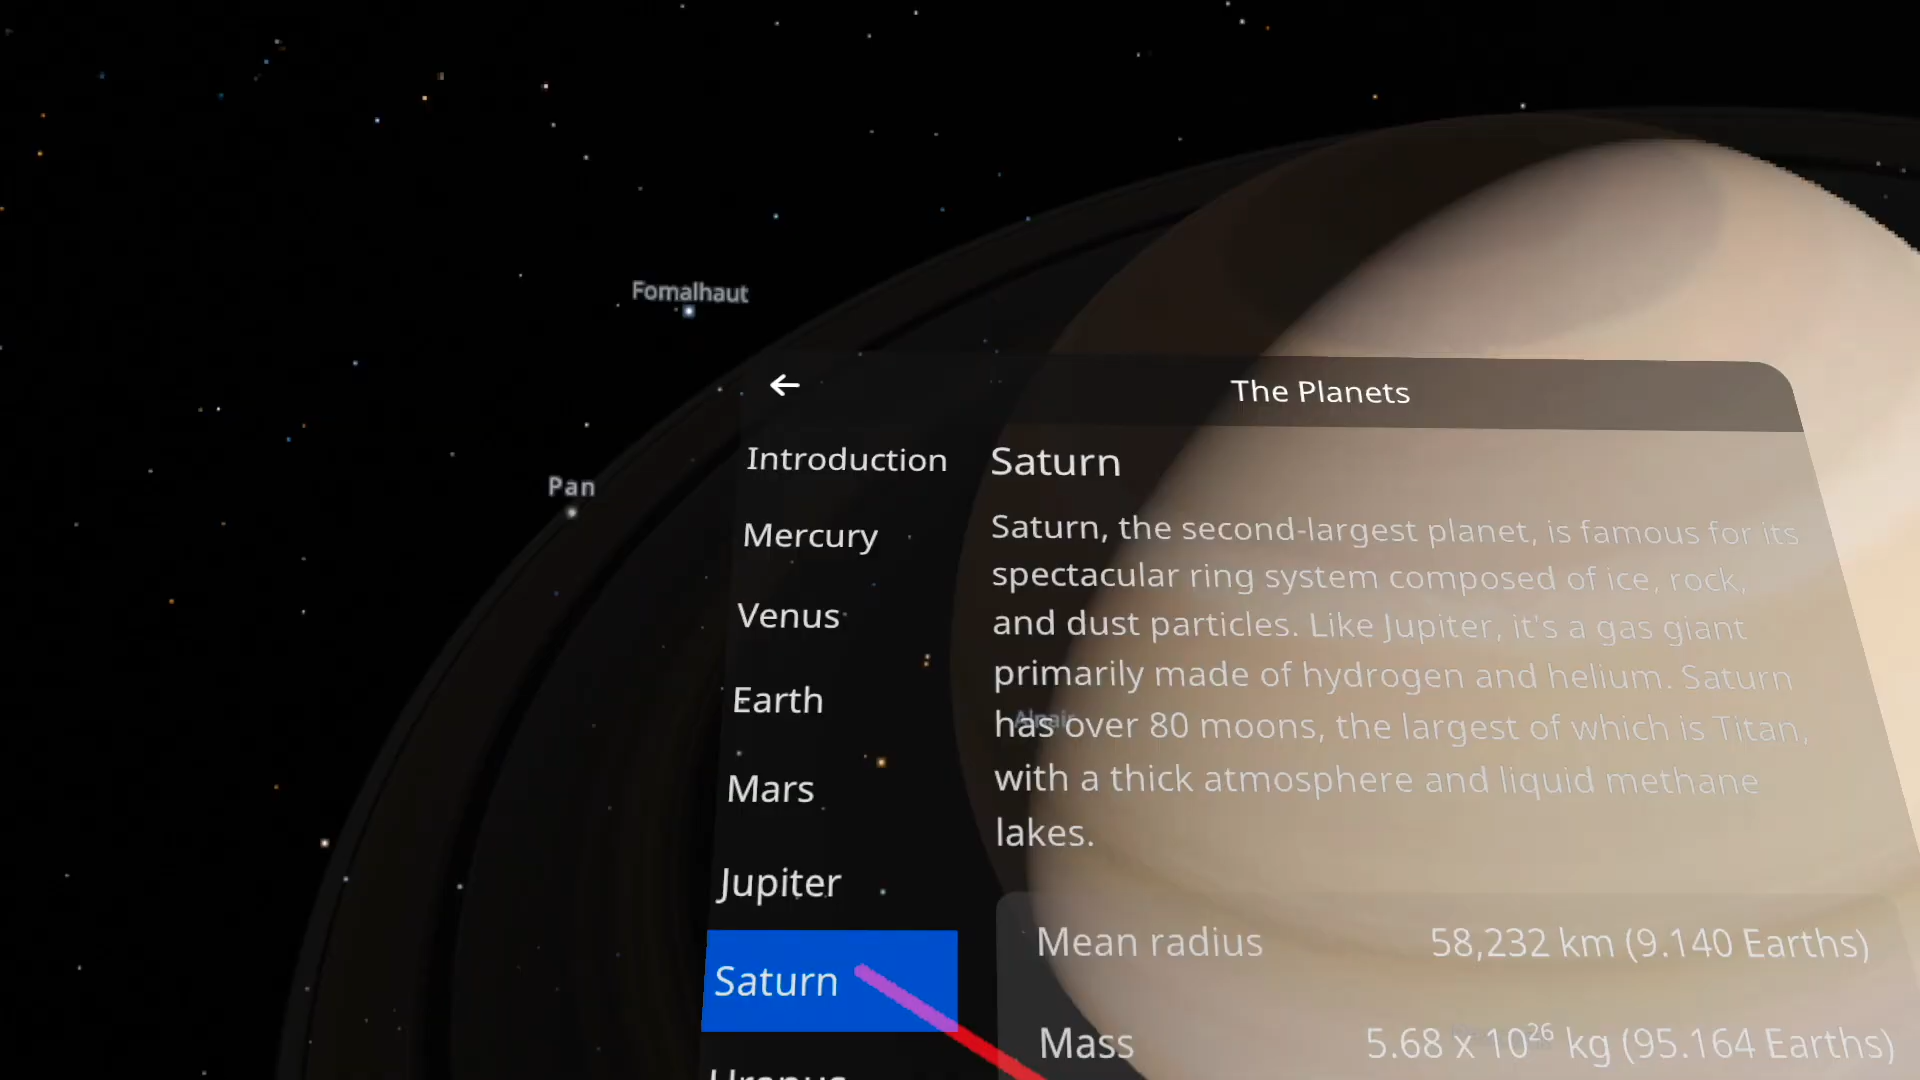 Fomalhaut
Pan
The Planets
Introduction
Mercury
Venus
Earth
Mars
Jupiter
Saturn
Uranus
Saturn
Saturn, the second-largest planet, is famous for its
spectacular ring system composed of ice, rock,
and dust particles. Like Jupiter, it's a gas giant
primarily made of hydrogen and helium. Saturn
has over 80 moons, the largest of which is Titan,
with a thick atmosphere and liquid methane
lakes.
Mean radius 58,232 km (9.140 Earths)
Mass 5.68 x 10²⁶ kg (95.164 Earths)